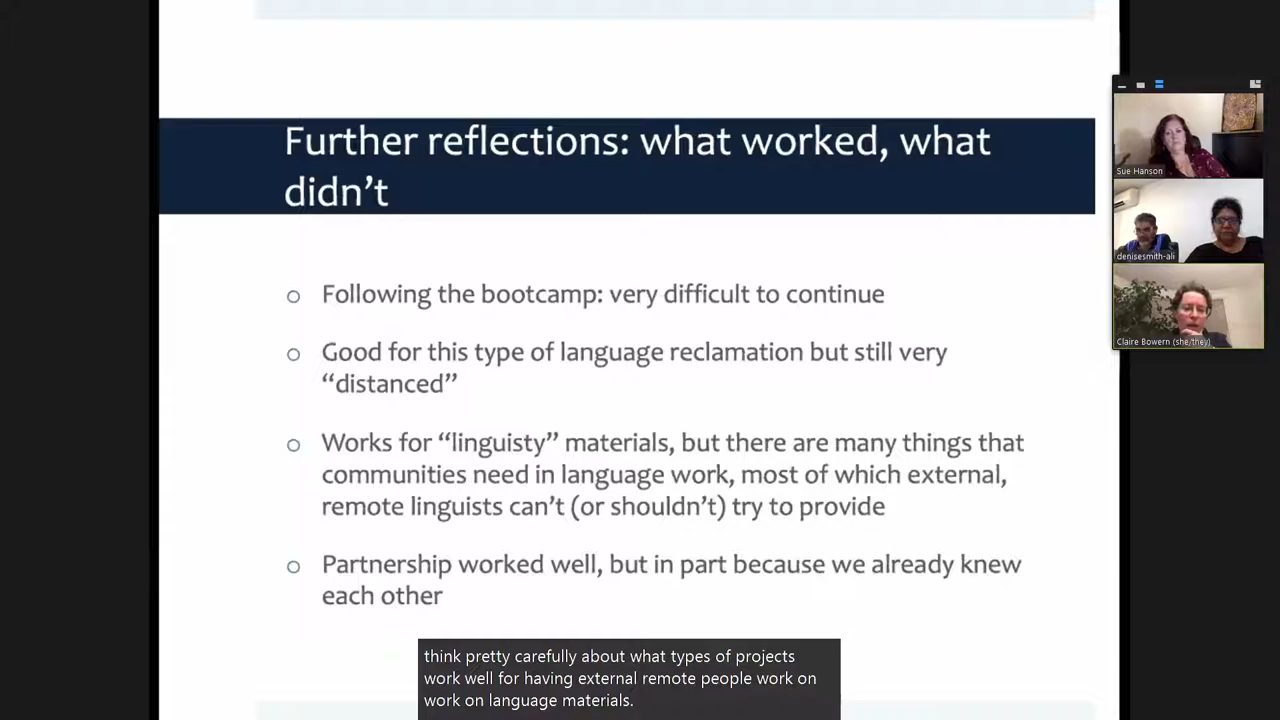 Further reflections: what worked, what
didn't
Following the bootcamp: very difficult to continue
Good for this type of language reclamation but still very
“distanced”
Works for “linguisty” materials, but there are many things that
communities need in language work, most of which external,
remote linguists can't (or shouldn't) try to provide
Partnership worked well, but in part because we already knew
each other
think pretty carefully about what types of projects
work well for having external remote people work on
work on language materials.
Sue Hanson
denisesmith-ali
Claire Bowern (she/they)